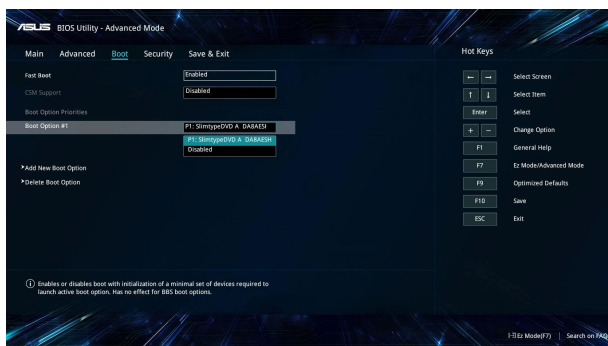 ASUS BIOS Utility - Advanced Mode
Main Advanced Boot Security Save & Exit
Hot Keys
Fast Boot Enabled
CSM Support Disabled
Boot Option Priorities
Boot Option #1 P1: SlimtypeDVD A DA8AESI
P1: SlimtypeDVD A DA8AESH
Disabled
>Add New Boot Option
>Delete Boot Option
← → Select Screen
↑ ↓ Select Item
Enter Select
+ − Change Option
F1 General Help
F7 Ez Mode/Advanced Mode
F9 Optimized Defaults
F10 Save
ESC Exit
Enables or disables boot with initialization of a minimal set of devices required to
launch active boot option. Has no effect for BBS boot options.
Ez Mode(F7) | Search on FAQ